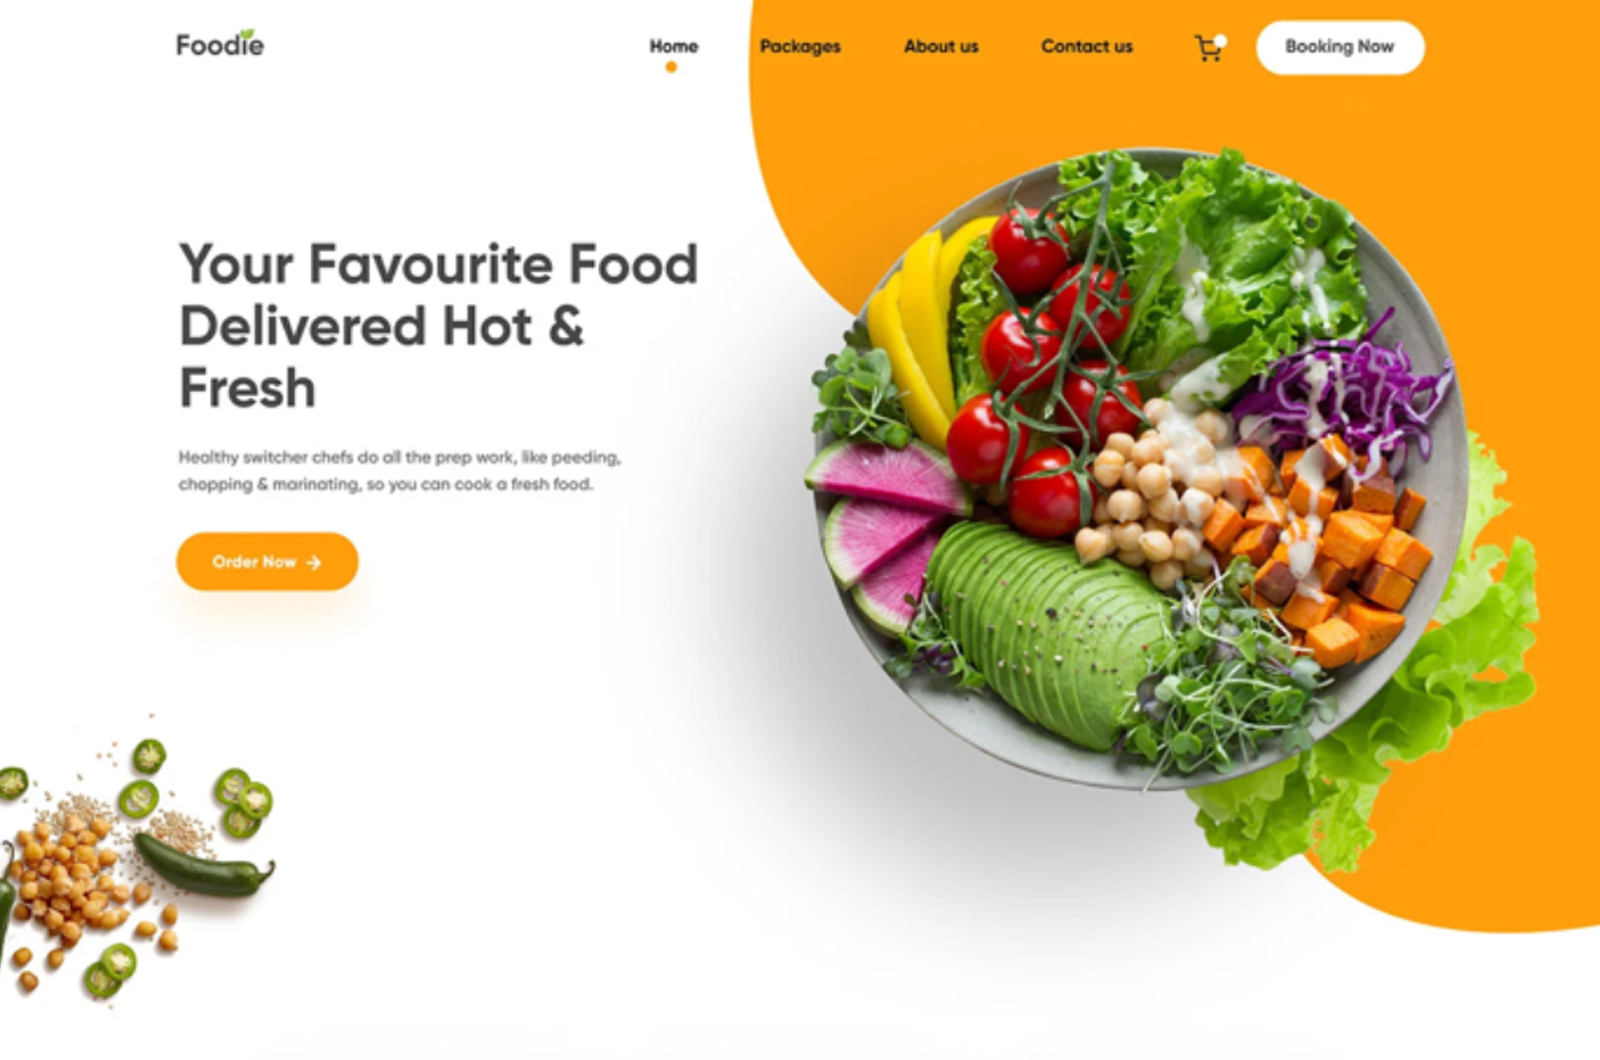 Foodie
Home Packages About us Contact us Booking Now
Your Favourite Food
Delivered Hot &
Fresh
Healthy switcher chefs do all the prep work, like peeding,
chopping & marinating, so you can cook a fresh food.
Order Now →